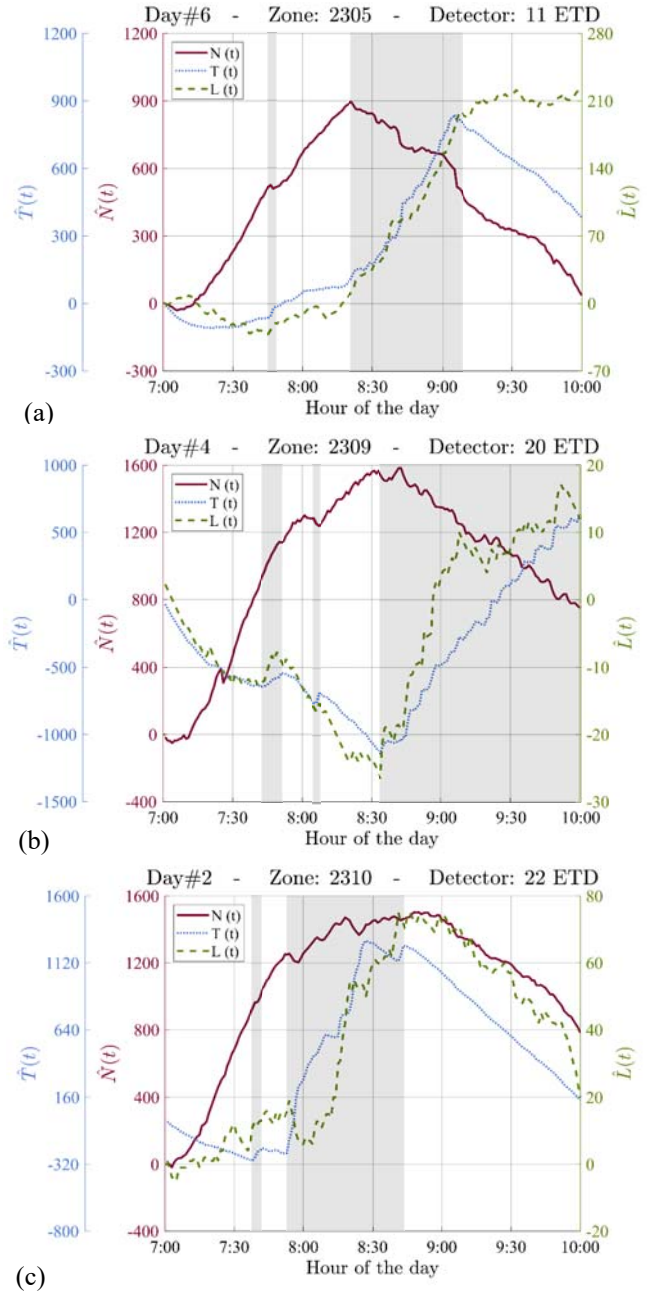 Day#6 - Zone: 2305 - Detector: 11 ETD
1200 1200 280
N (t)
T (t)
L (t)
900 900 210
600 600 140
300 300 70
0 0 0
-300 -300 -70
T̂(t) N̂(t) L̂(t)
7:00 7:30 8:00 8:30 9:00 9:30 10:00
Hour of the day
(a)
Day#4 - Zone: 2309 - Detector: 20 ETD
1000 1600 20
N (t)
T (t)
L (t)
500 1200 10
0 800 0
-500 400 -10
-1000 0 -20
-1500 -400 -30
T̂(t) N̂(t) L̂(t)
7:00 7:30 8:00 8:30 9:00 9:30 10:00
Hour of the day
(b)
Day#2 - Zone: 2310 - Detector: 22 ETD
1600 1600 80
N (t)
T (t)
L (t)
1120 1200 60
640 800 40
160 400 20
-320 0 0
-800 -400 -20
T̂(t) N̂(t) L̂(t)
7:00 7:30 8:00 8:30 9:00 9:30 10:00
Hour of the day
(c)